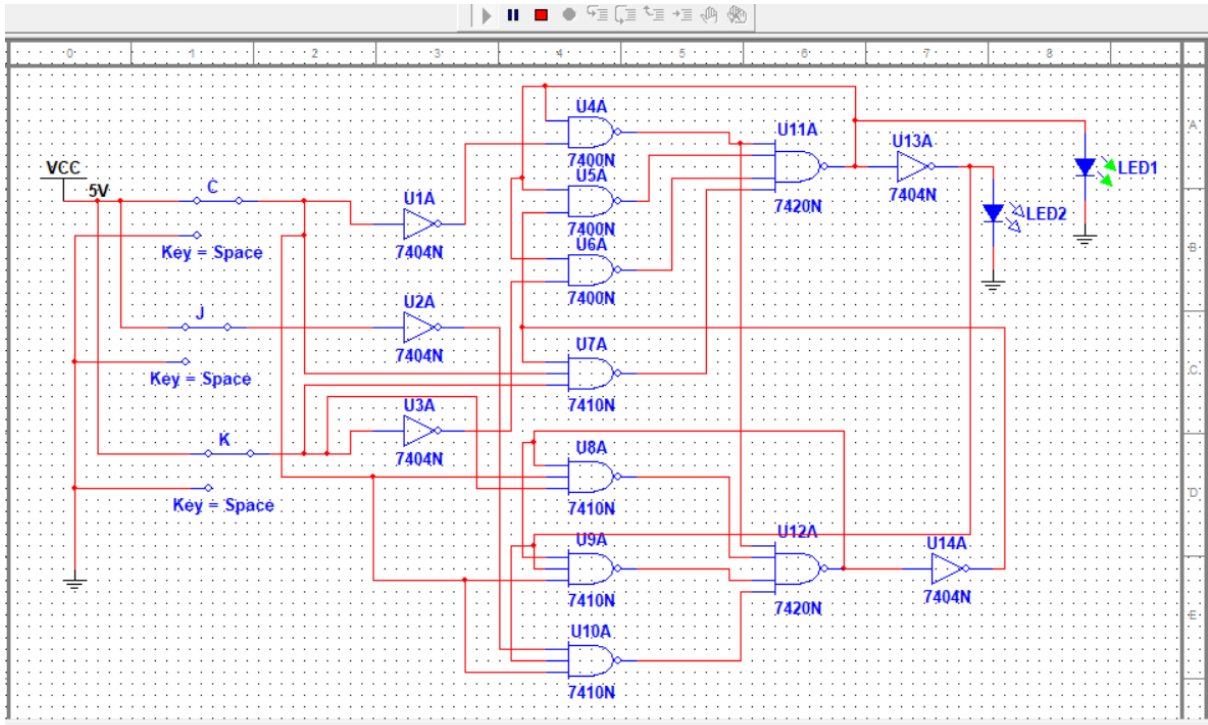 0 1 2 3 4 5 6 7 8
A
B
C
D
E
VCC
5V
C
Key = Space
J
Key = Space
K
Key = Space
U1A
7404N
U2A
7404N
U3A
7404N
U4A
7400N
U5A
7400N
U6A
7400N
U7A
7410N
U8A
7410N
U9A
7410N
U10A
7410N
U11A
7420N
U12A
7420N
U13A
7404N
U14A
7404N
LED1
LED2